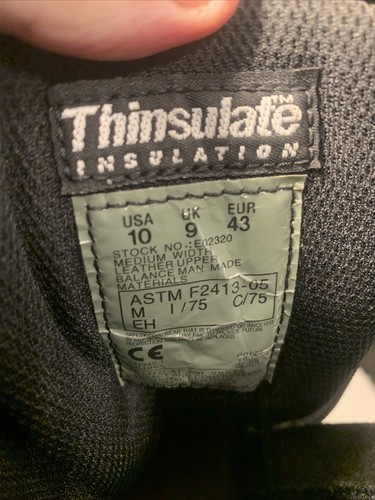 Thinsulate™
INSULATION
USA UK EUR
10 9 43
STOCK NO.:E02320
MEDIUM WIDTH
LEATHER UPPER
BALANCE MAN MADE
MATERIALS
ASTM F2413-05
M I/75 C/75
EH
CE